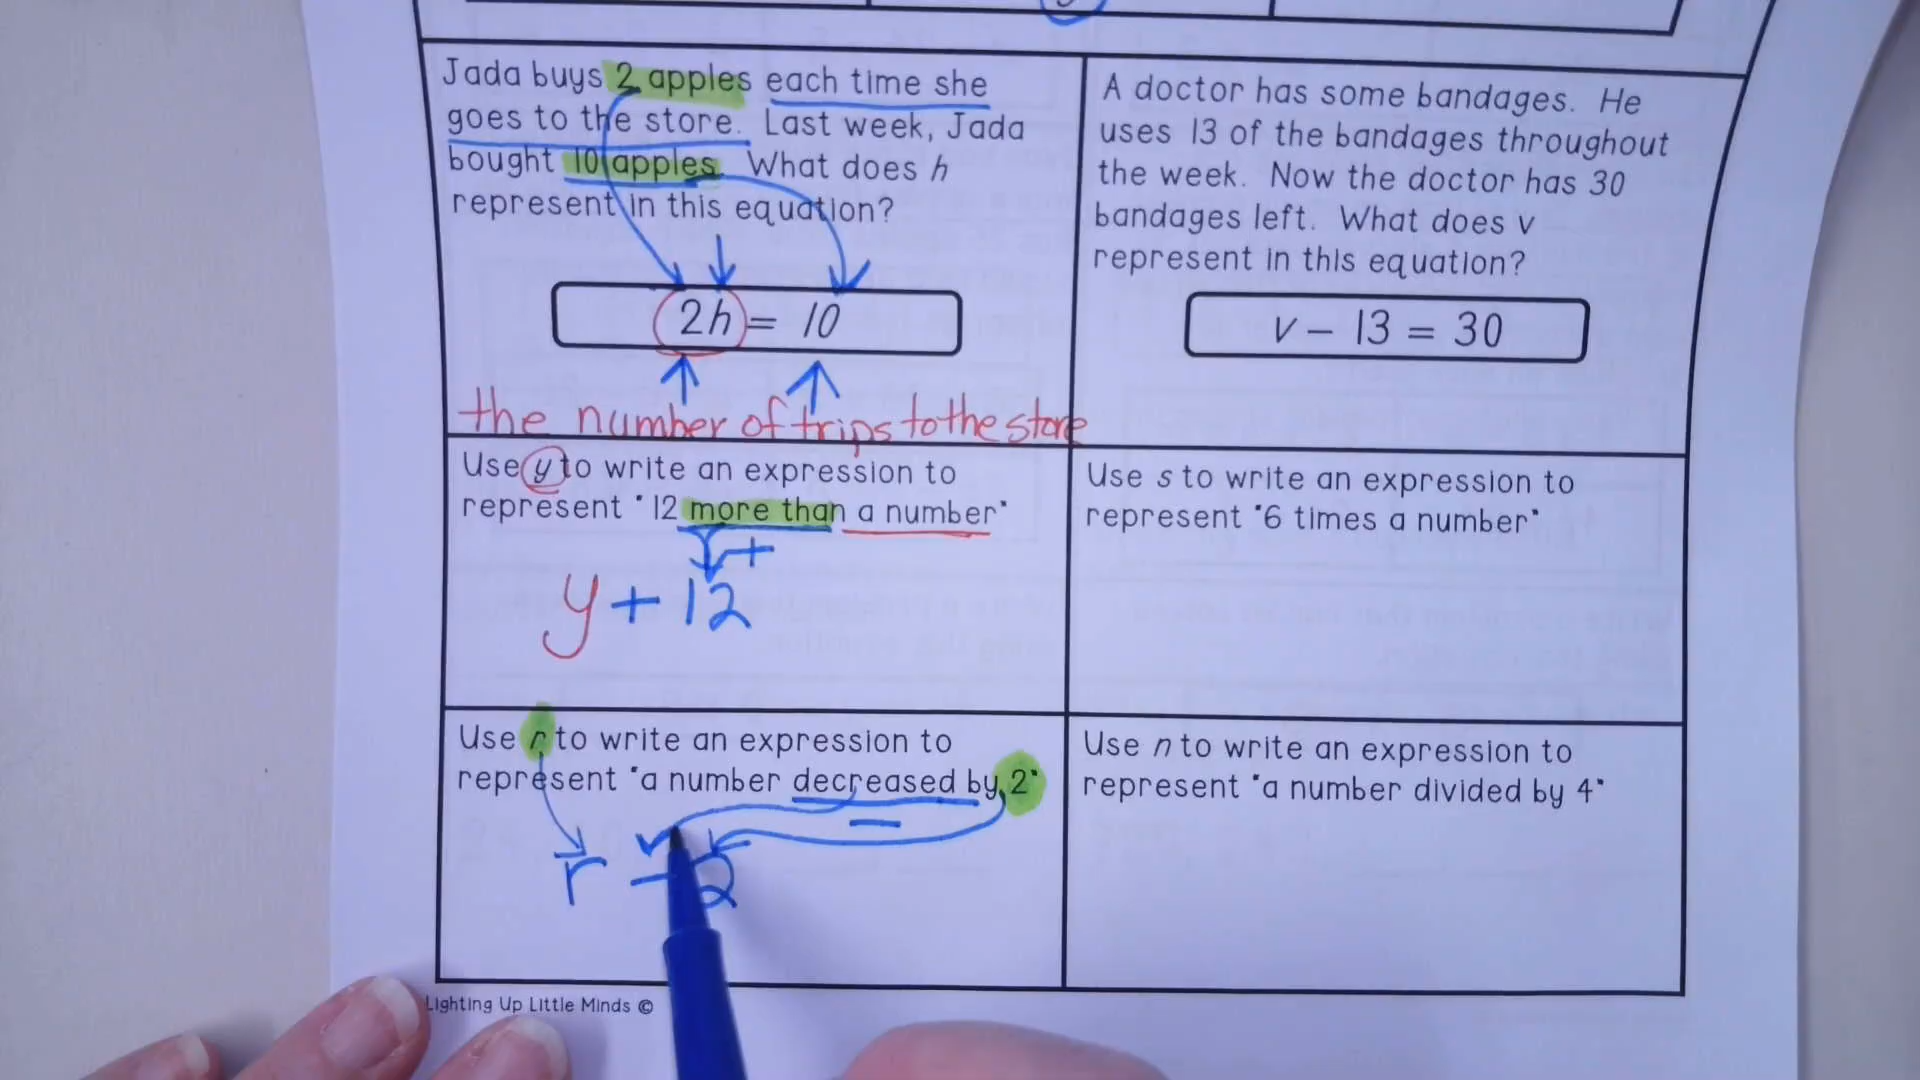 Jada buys 2 apples each time she
goes to the store. Last week, Jada
bought 10 apples. What does h
represent in this equation?
2h = 10
the number of trips to the store
A doctor has some bandages. He
uses 13 of the bandages throughout
the week. Now the doctor has 30
bandages left. What does v
represent in this equation?
v – 13 = 30
Use y to write an expression to
represent "12 more than a number"
+
y + 12
Use s to write an expression to
represent "6 times a number"
Use r to write an expression to
represent "a number decreased by 2"
–
r – 2
Use n to write an expression to
represent "a number divided by 4"
Lighting Up Little Minds ©